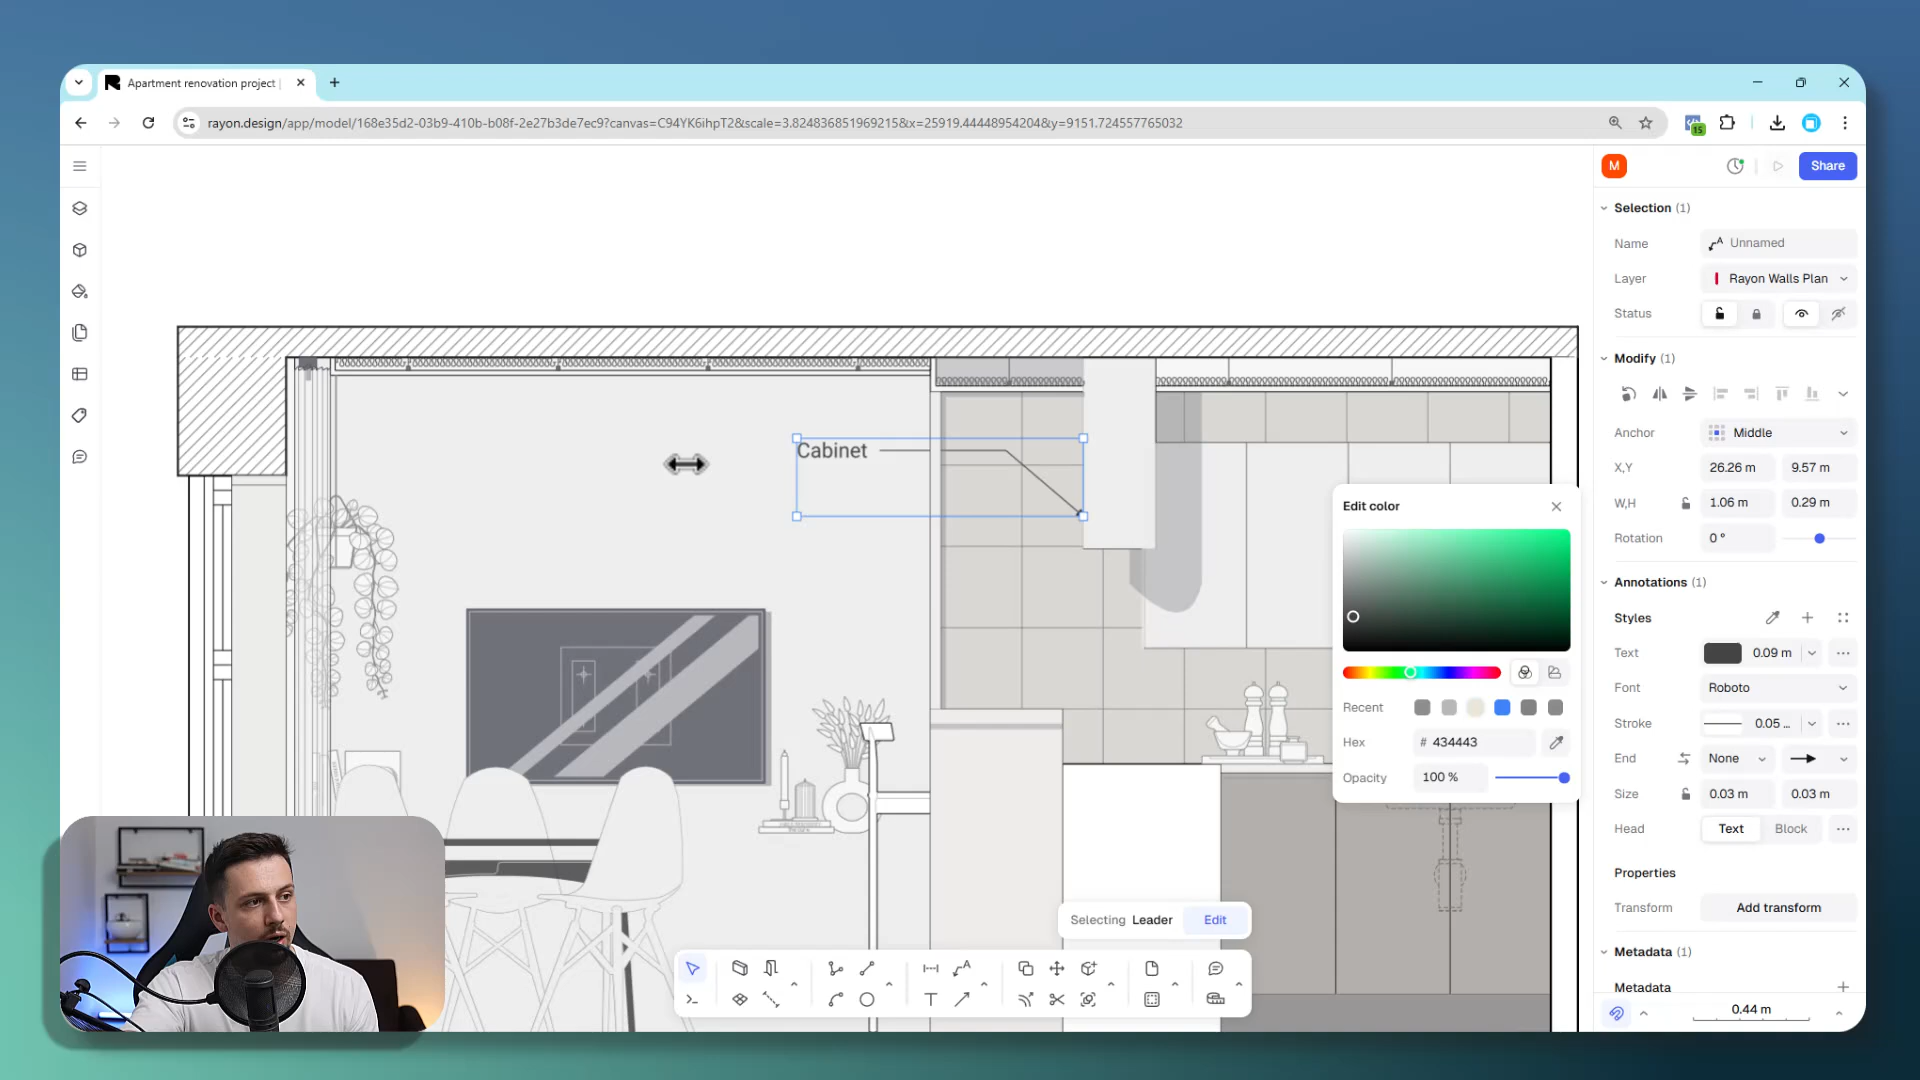 Apartment renovation project |
rayon.design/app/model/168e35d2-03b9-410b-b08f-2e27b3de7ec9?canvas=C94YK6ihpT2&scale=3.8248368519692158&x=25919.44448954204&y=9151.724557765032
15
M
Share
Selection (1)
Name
Unnamed
Layer
Rayon Walls Plan
Status
Modify (1)
Anchor
Middle
X,Y
26.26 m
9.57 m
W,H
1.06 m
0.29 m
Rotation
0 °
Annotations (1)
Styles
Text
0.09 m
Font
Roboto
Stroke
0.05 ...
End
None
Size
0.03 m
0.03 m
Head
Text
Block
Properties
Transform
Add transform
Metadata (1)
Metadata
0.44 m
Cabinet
Edit color
Recent
Hex
# 434443
Opacity
100 %
Selecting Leader
Edit